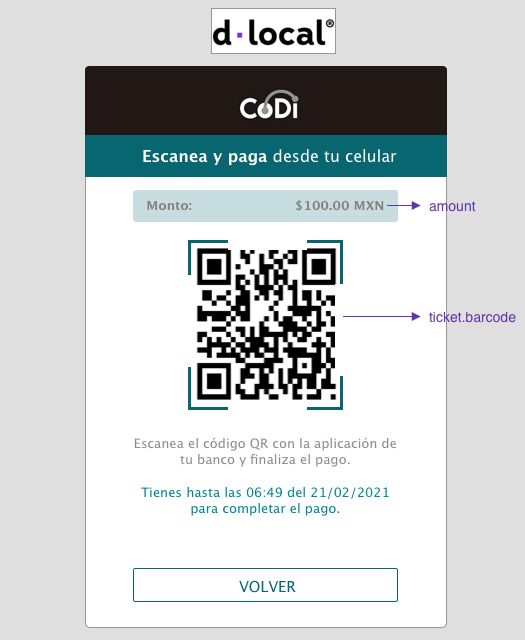 d·local®
CoDi
Escanea y paga desde tu celular
Monto: $100.00 MXN
amount
ticket.barcode
Escanea el código QR con la aplicación de
tu banco y finaliza el pago.
Tienes hasta las 06:49 del 21/02/2021
para completar el pago.
VOLVER